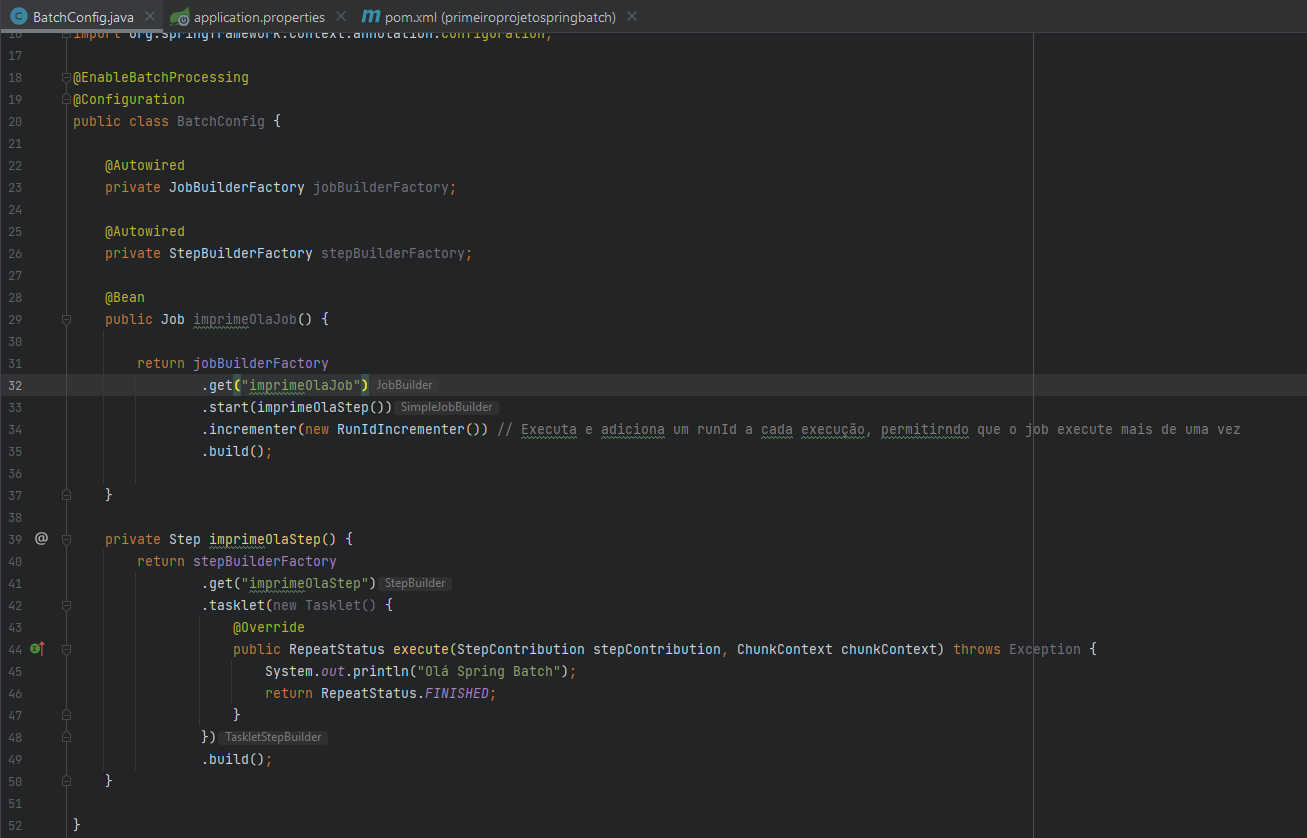 BatchConfig.java application.properties pom.xml (primeiroprojetospringbatch)
16 import org.springframework.context.annotation.Configuration;
17
18 @EnableBatchProcessing
19 @Configuration
20 public class BatchConfig {
21
22 @Autowired
23 private JobBuilderFactory jobBuilderFactory;
24
25 @Autowired
26 private StepBuilderFactory stepBuilderFactory;
27
28 @Bean
29 public Job imprimeOlaJob() {
30
31 return jobBuilderFactory
32 .get("imprimeOlaJob") JobBuilder
33 .start(imprimeOlaStep()) SimpleJobBuilder
34 .incrementer(new RunIdIncrementer()) // Executa e adiciona um runId a cada execução, permitirndo que o job execute mais de uma vez
35 .build();
36
37 }
38
39 private Step imprimeOlaStep() {
40 return stepBuilderFactory
41 .get("imprimeOlaStep") StepBuilder
42 .tasklet(new Tasklet() {
43 @Override
44 public RepeatStatus execute(StepContribution stepContribution, ChunkContext chunkContext) throws Exception {
45 System.out.println("Olá Spring Batch");
46 return RepeatStatus.FINISHED;
47 }
48 }) TaskletStepBuilder
49 .build();
50 }
51
52 }